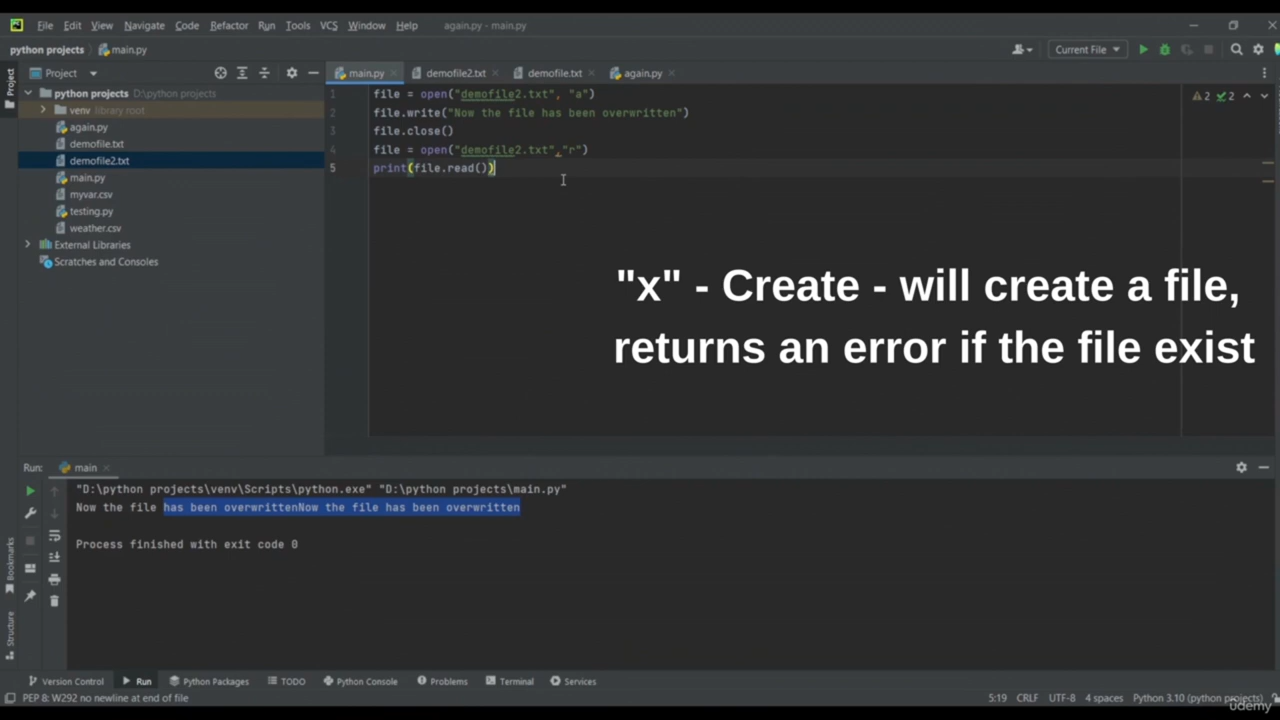 File Edit View Navigate Code Refactor Run Tools VCS Window Help again.py - main.py
python projects main.py Current File
Project main.py demofile2.txt demofile.txt again.py
python projects D:\python projects
venv library root
again.py
demofile.txt
demofile2.txt
main.py
myvar.csv
testing.py
weather.csv
External Libraries
Scratches and Consoles
Project
2 2
1 file = open("demofile2.txt", "a")
2 file.write("Now the file has been overwritten")
3 file.close()
4 file = open("demofile2.txt","r")
5 print(file.read())
"x" - Create - will create a file,
returns an error if the file exist
Run: main
"D:\python projects\venv\Scripts\python.exe" "D:\python projects\main.py"
Now the file has been overwrittenNow the file has been overwritten
Process finished with exit code 0
Bookmarks
Structure
Version Control Run Python Packages TODO Python Console Problems Terminal Services
PEP 8: W292 no newline at end of file 5:19 CRLF UTF-8 4 spaces Python 3.10 (python projects)
udemy